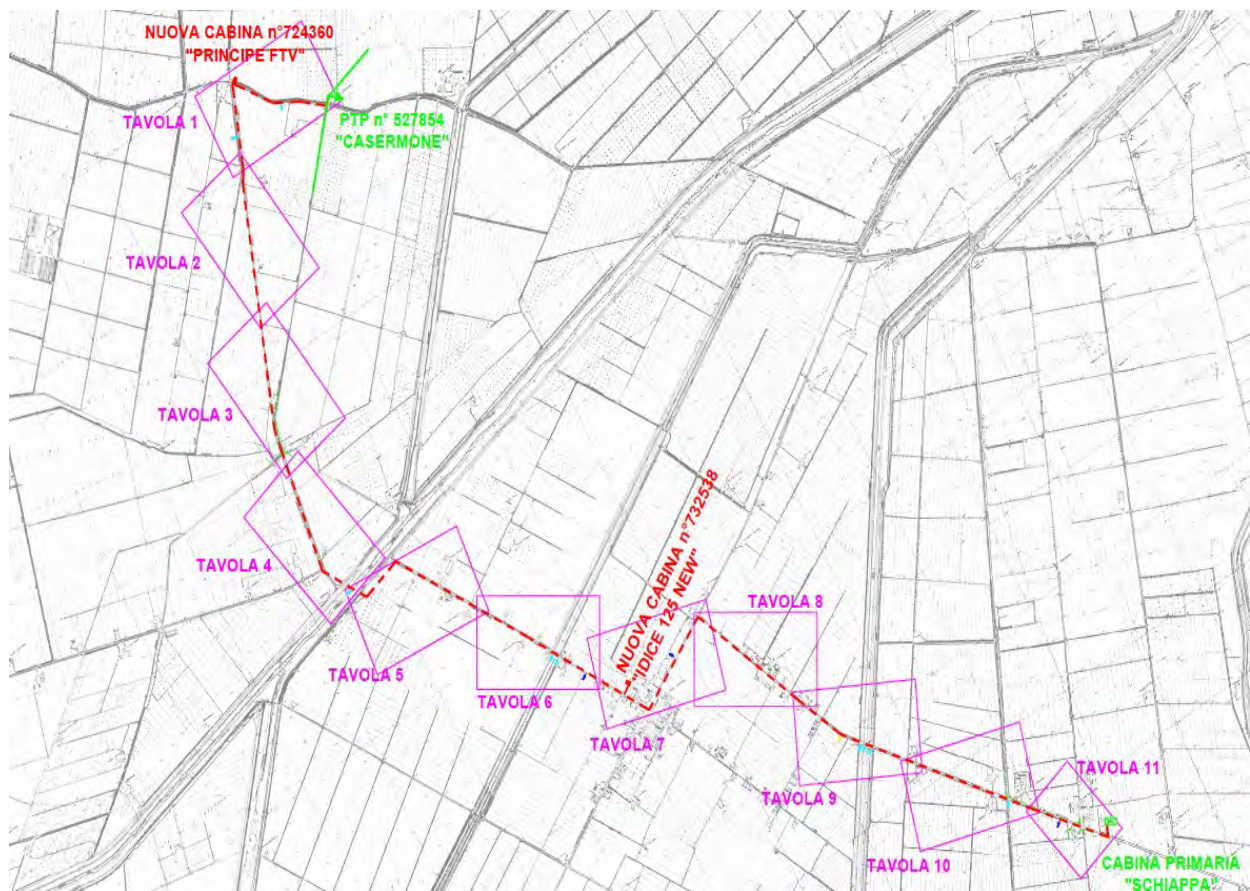 NUOVA CABINA n°724360
"PRINCIPE FTV"
TAVOLA 1
PTP n° 527854
"CASERMONE"
TAVOLA 2
TAVOLA 3
TAVOLA 4
TAVOLA 5
TAVOLA 6
NUOVA CABINA n°732538
"IDICE 125 NEW"
TAVOLA 7
TAVOLA 8
TAVOLA 9
TAVOLA 10
TAVOLA 11
CABINA PRIMARIA
"SCHIAPPA"